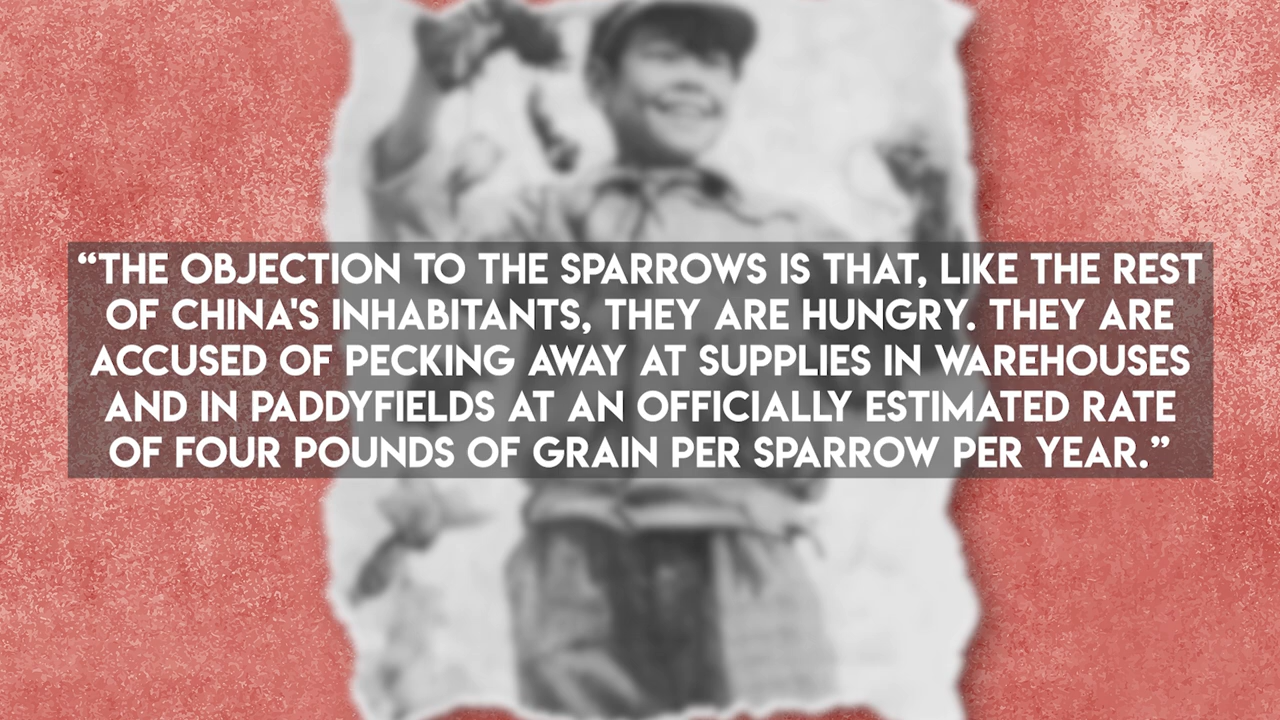 “THE OBJECTION TO THE SPARROWS IS THAT, LIKE THE REST
OF CHINA'S INHABITANTS, THEY ARE HUNGRY. THEY ARE
ACCUSED OF PECKING AWAY AT SUPPLIES IN WAREHOUSES
AND IN PADDYFIELDS AT AN OFFICIALLY ESTIMATED RATE
OF FOUR POUNDS OF GRAIN PER SPARROW PER YEAR.”